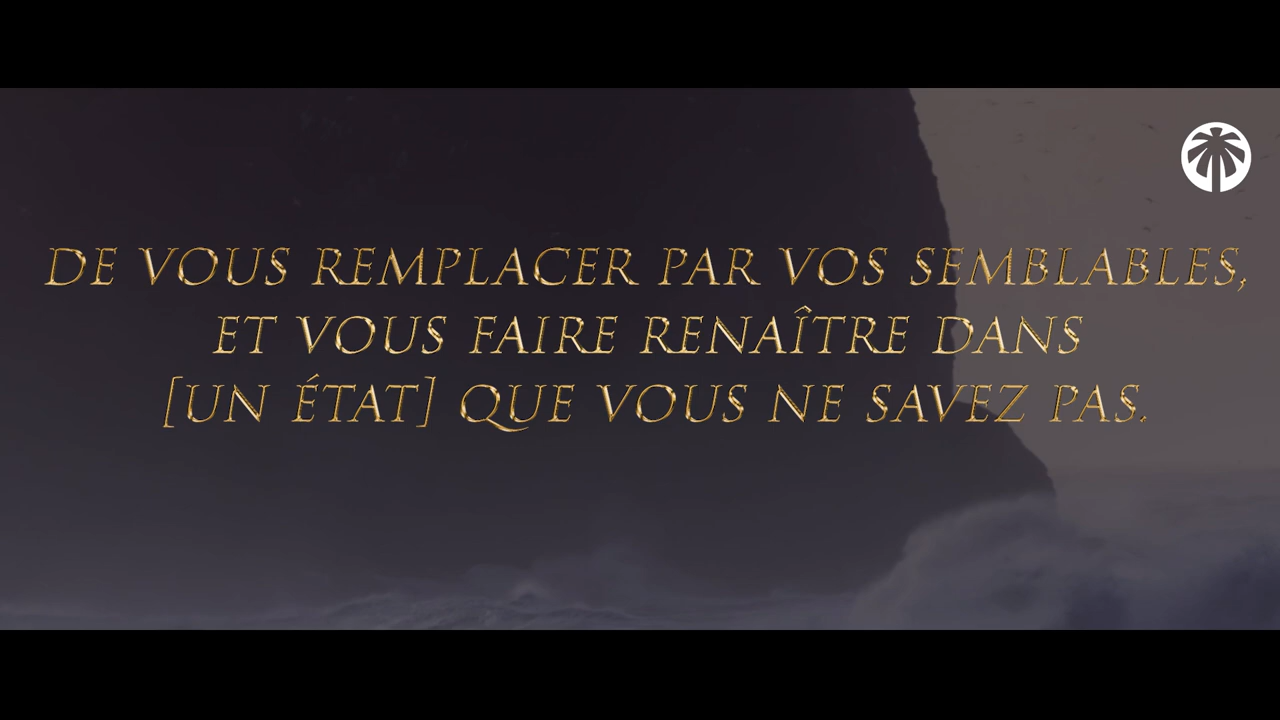 DE VOUS REMPLACER PAR VOS SEMBLABLES,
ET VOUS FAIRE RENAÎTRE DANS
[UN ÉTAT] QUE VOUS NE SAVEZ PAS.